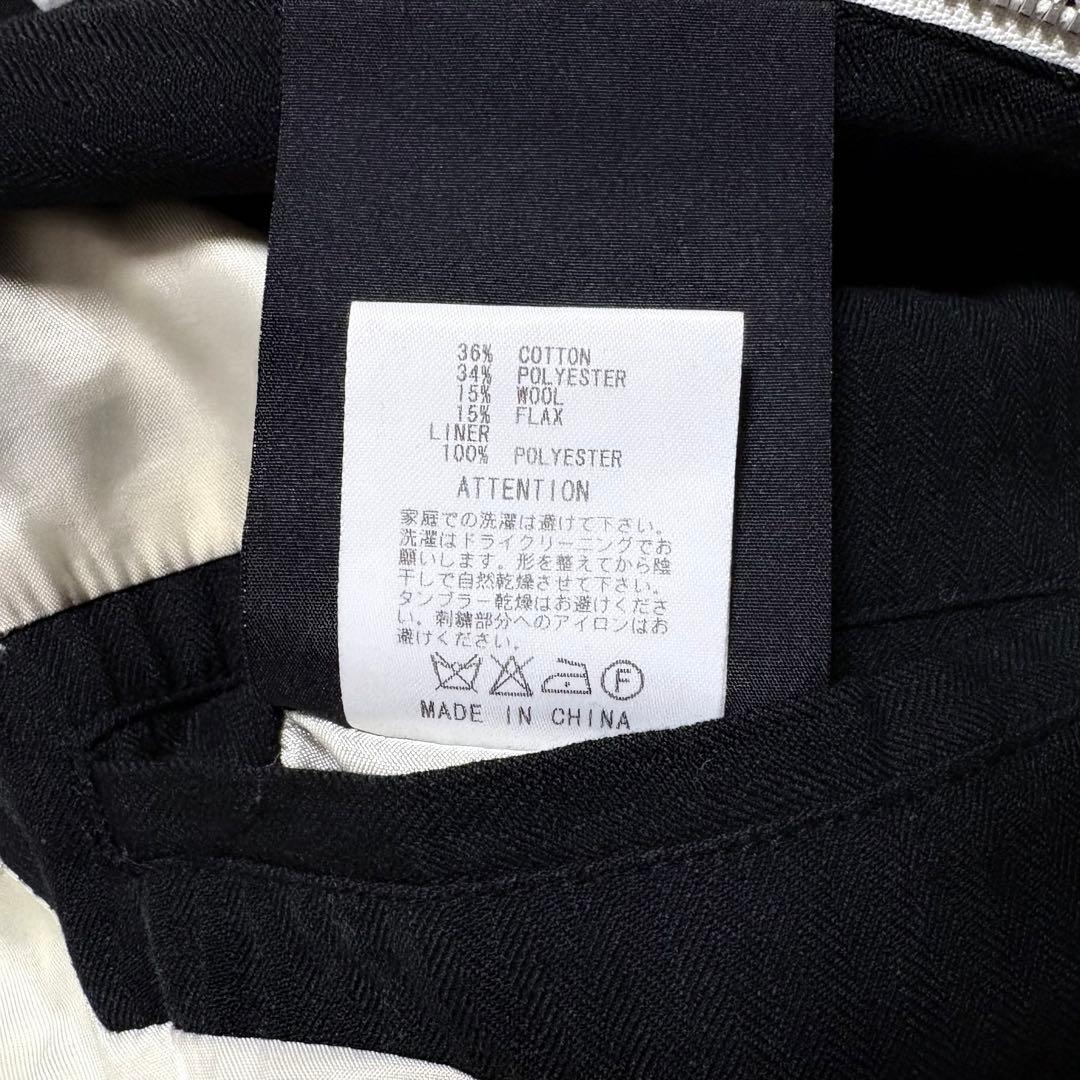 36% COTTON
34% POLYESTER
15% WOOL
15% FLAX
LINER
100% POLYESTER
ATTENTION
家庭での洗濯は避けて下さい。
洗濯はドライクリーニングでお
願いします。形を整えてから陰
干しで自然乾燥させて下さい。
タンブラー乾燥はお避けくださ
い。刺繍部分へのアイロンはお
避けください。
F
MADE IN CHINA